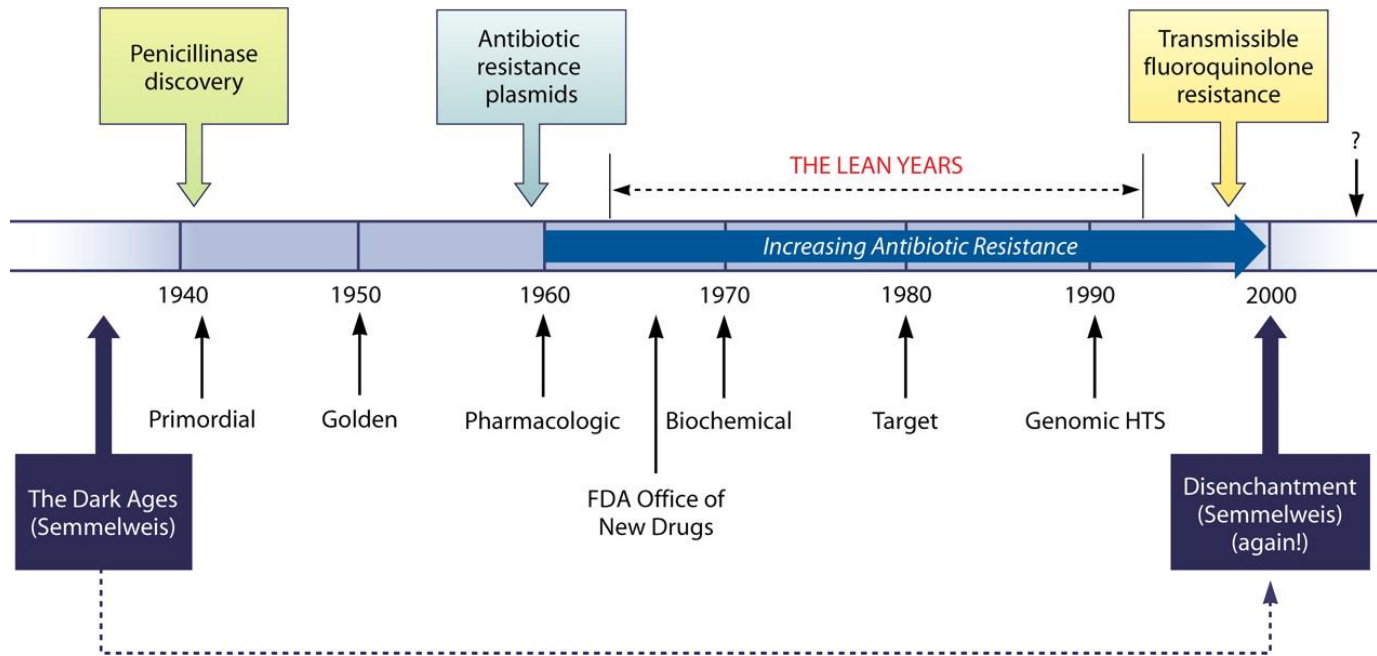 Penicillinase
discovery
Antibiotic
resistance
plasmids
Transmissible
fluoroquinolone
resistance
THE LEAN YEARS
?
Increasing Antibiotic Resistance
1940
1950
1960
1970
1980
1990
2000
Primordial
Golden
Pharmacologic
Biochemical
Target
Genomic HTS
The Dark Ages
(Semmelweis)
FDA Office of
New Drugs
Disenchantment
(Semmelweis)
(again!)